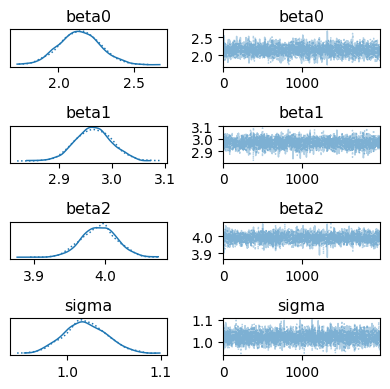 beta0 beta0
2.5
2.0
2.0 2.5 0 1000
beta1 beta1
3.1
3.0
2.9
2.9 3.0 3.1 0 1000
beta2 beta2
4.0
3.9
3.9 4.0 0 1000
sigma sigma
1.1
1.0
1.0 1.1 0 1000